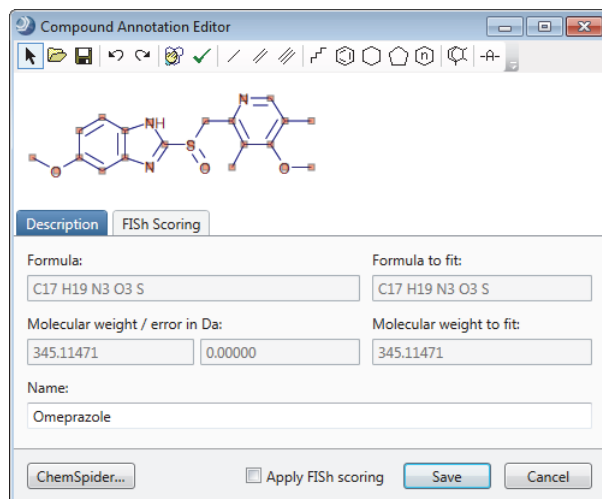 Compound Annotation Editor
n -A-
N
NH
S
N O O
O
Description FISh Scoring
Formula: Formula to fit:
C17 H19 N3 O3 S C17 H19 N3 O3 S
Molecular weight / error in Da: Molecular weight to fit:
345.11471 0.00000 345.11471
Name:
Omeprazole
ChemSpider... Apply FISh scoring Save Cancel